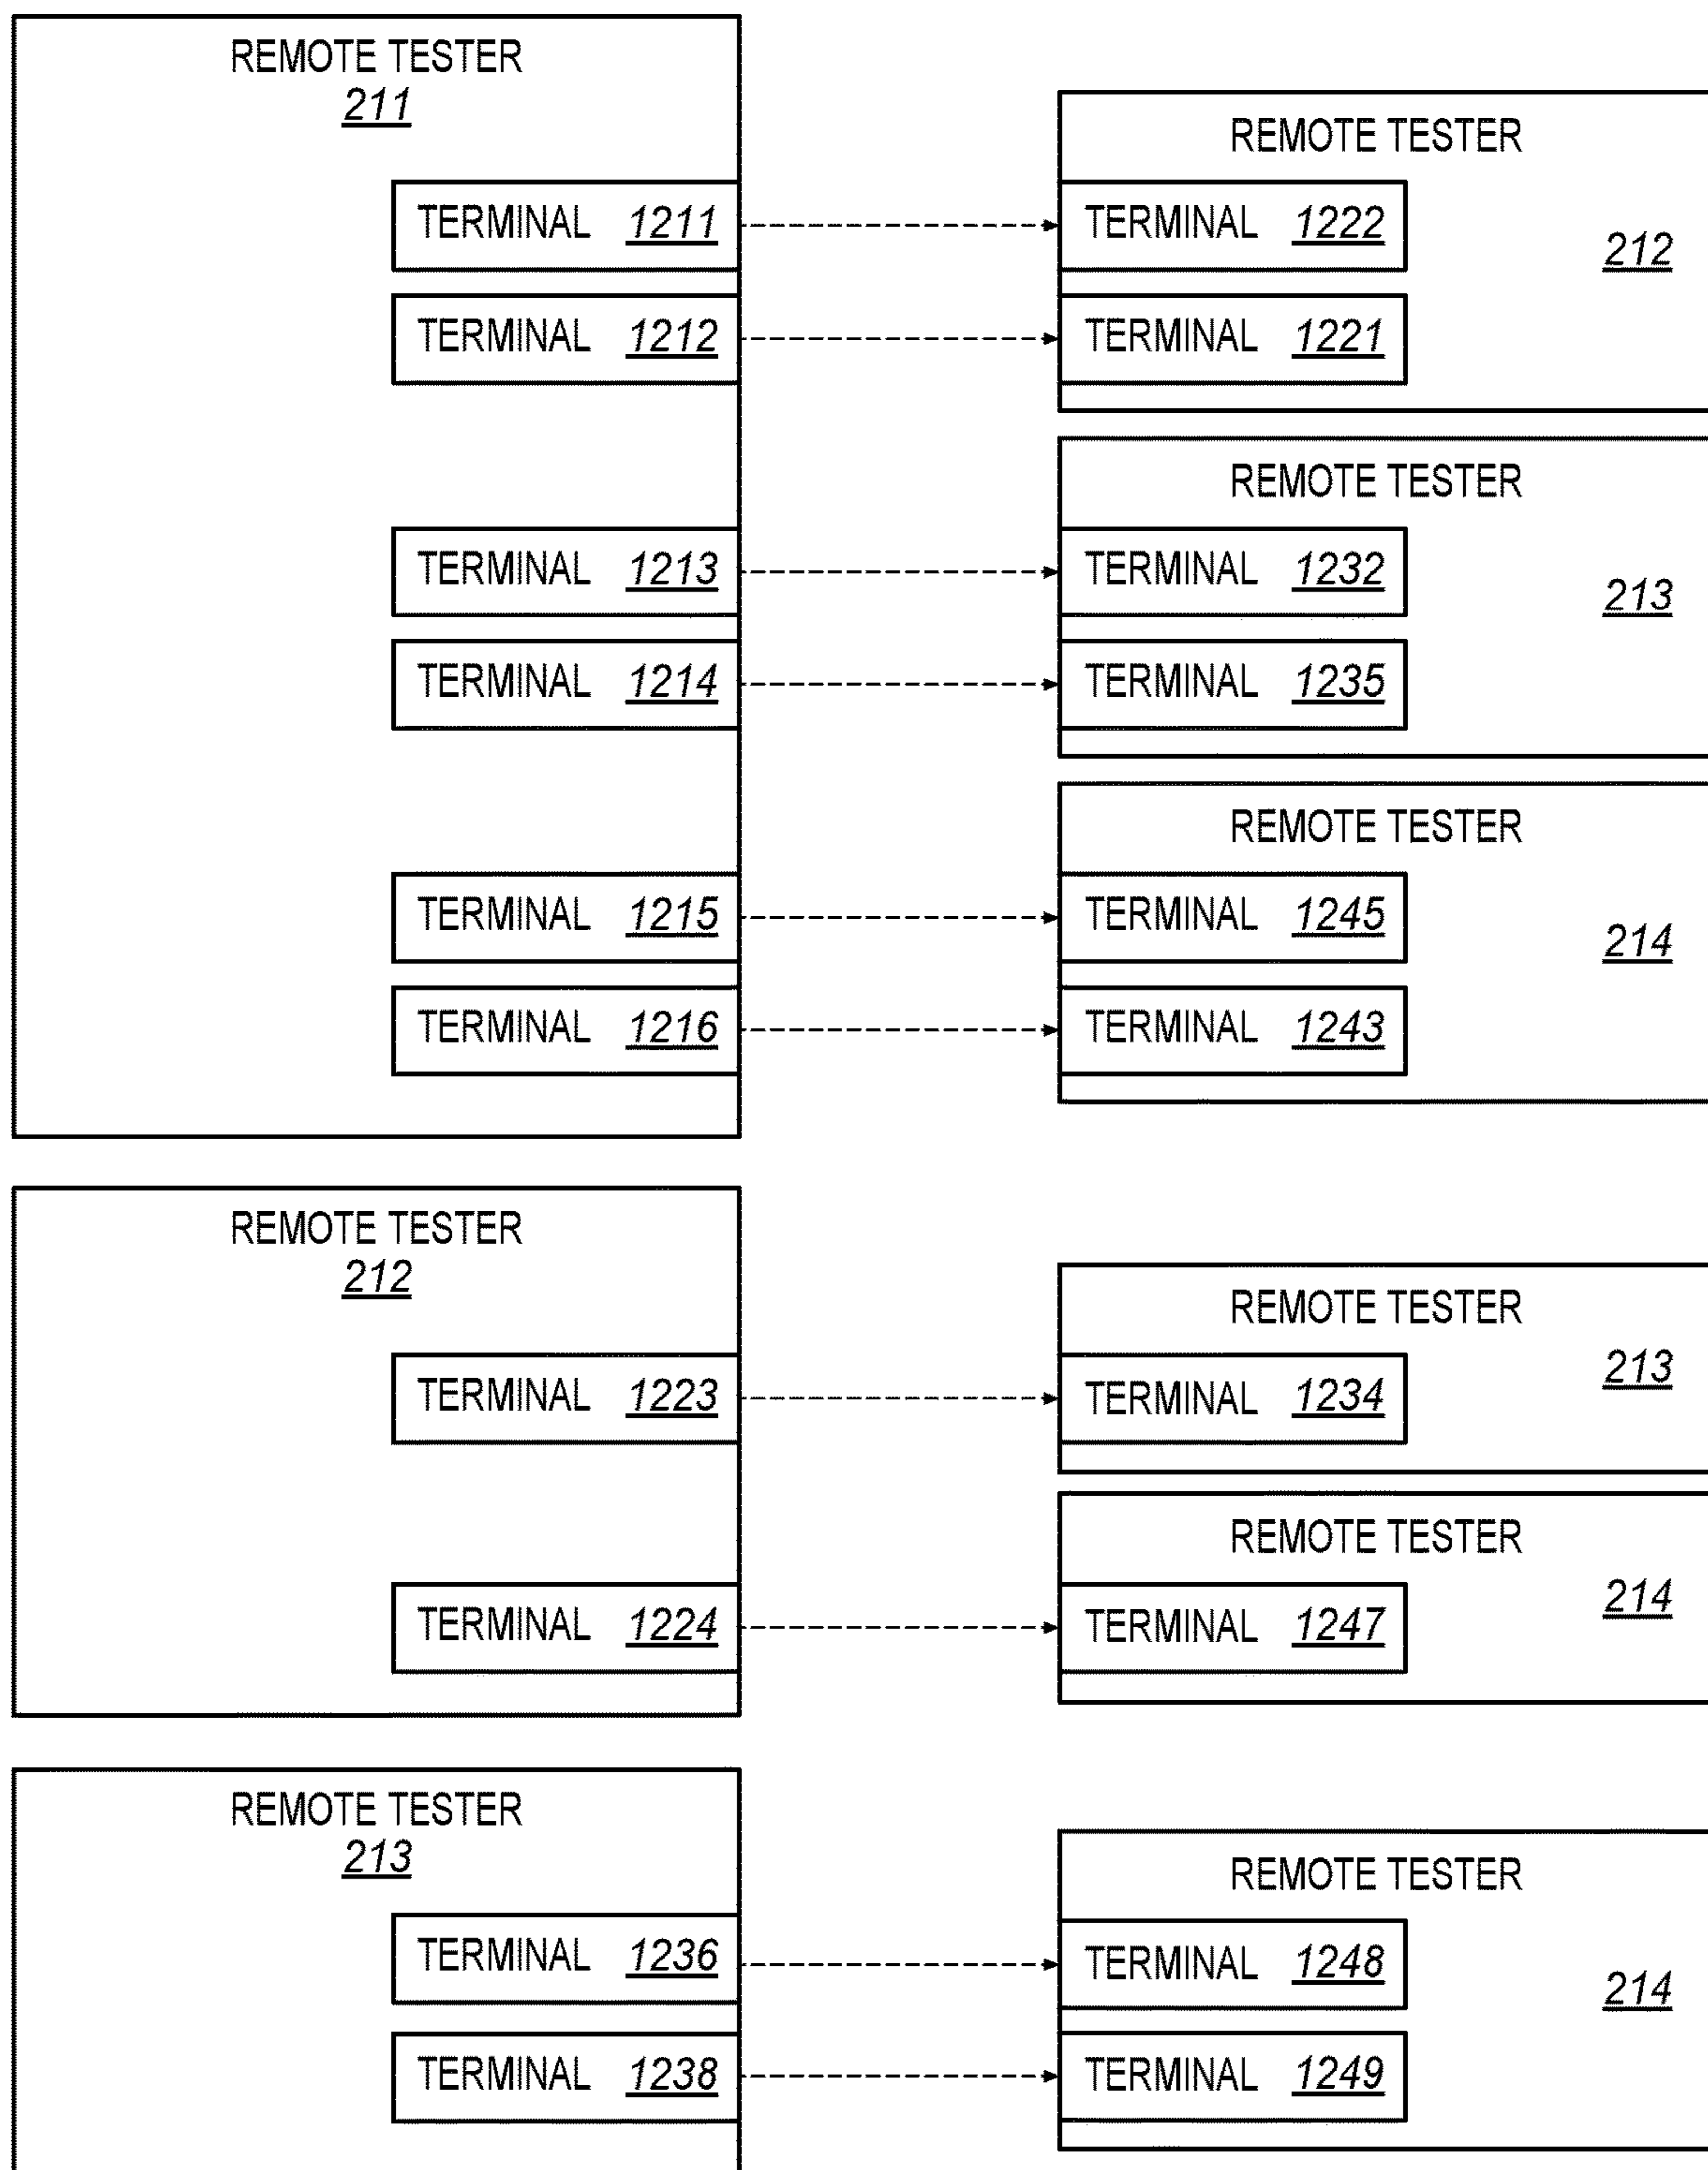 REMOTE TESTER
211
REMOTE TESTER
212
TERMINAL 1211
TERMINAL 1222
TERMINAL 1212
TERMINAL 1221
REMOTE TESTER
213
TERMINAL 1213
TERMINAL 1232
TERMINAL 1214
TERMINAL 1235
REMOTE TESTER
214
TERMINAL 1215
TERMINAL 1245
TERMINAL 1216
TERMINAL 1243
REMOTE TESTER
212
REMOTE TESTER
213
TERMINAL 1223
TERMINAL 1234
REMOTE TESTER
214
TERMINAL 1224
TERMINAL 1247
REMOTE TESTER
213
REMOTE TESTER
214
TERMINAL 1236
TERMINAL 1248
TERMINAL 1238
TERMINAL 1249